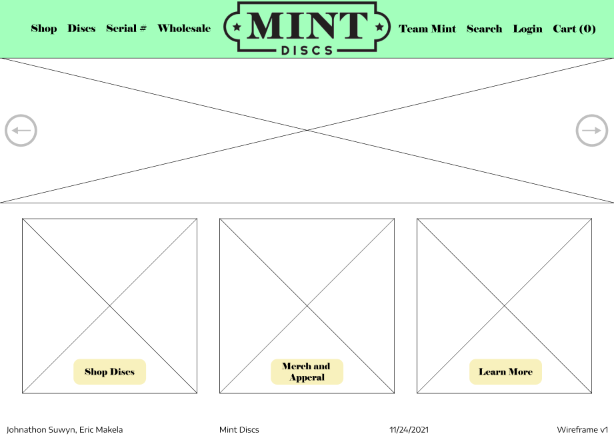 Shop Discs Serial # Wholesale MINT DISCS Team Mint Search Login Cart (0)
Shop Discs
Merch and
Apperal
Learn More
Johnathon Suwyn, Eric Makela Mint Discs 11/24/2021 Wireframe v1